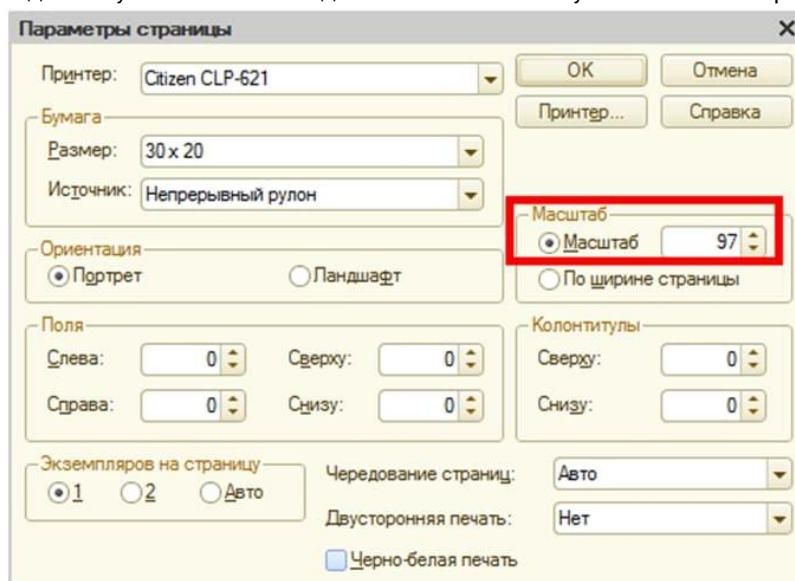 Параметры страницы
Принтер: Citizen CLP-621 OK Отмена
Бумага Принтер... Справка
Размер: 30 x 20
Источник: Непрерывный рулон
Масштаб
Масштаб 97
Ориентация
Портрет Ландшафт По ширине страницы
Поля Колонтитулы
Слева: 0 Сверху: 0 Сверху: 0
Справа: 0 Снизу: 0 Снизу: 0
Экземпляров на страницу Чередование страниц: Авто
1 2 Авто
Двусторонняя печать: Нет
Черно-белая печать